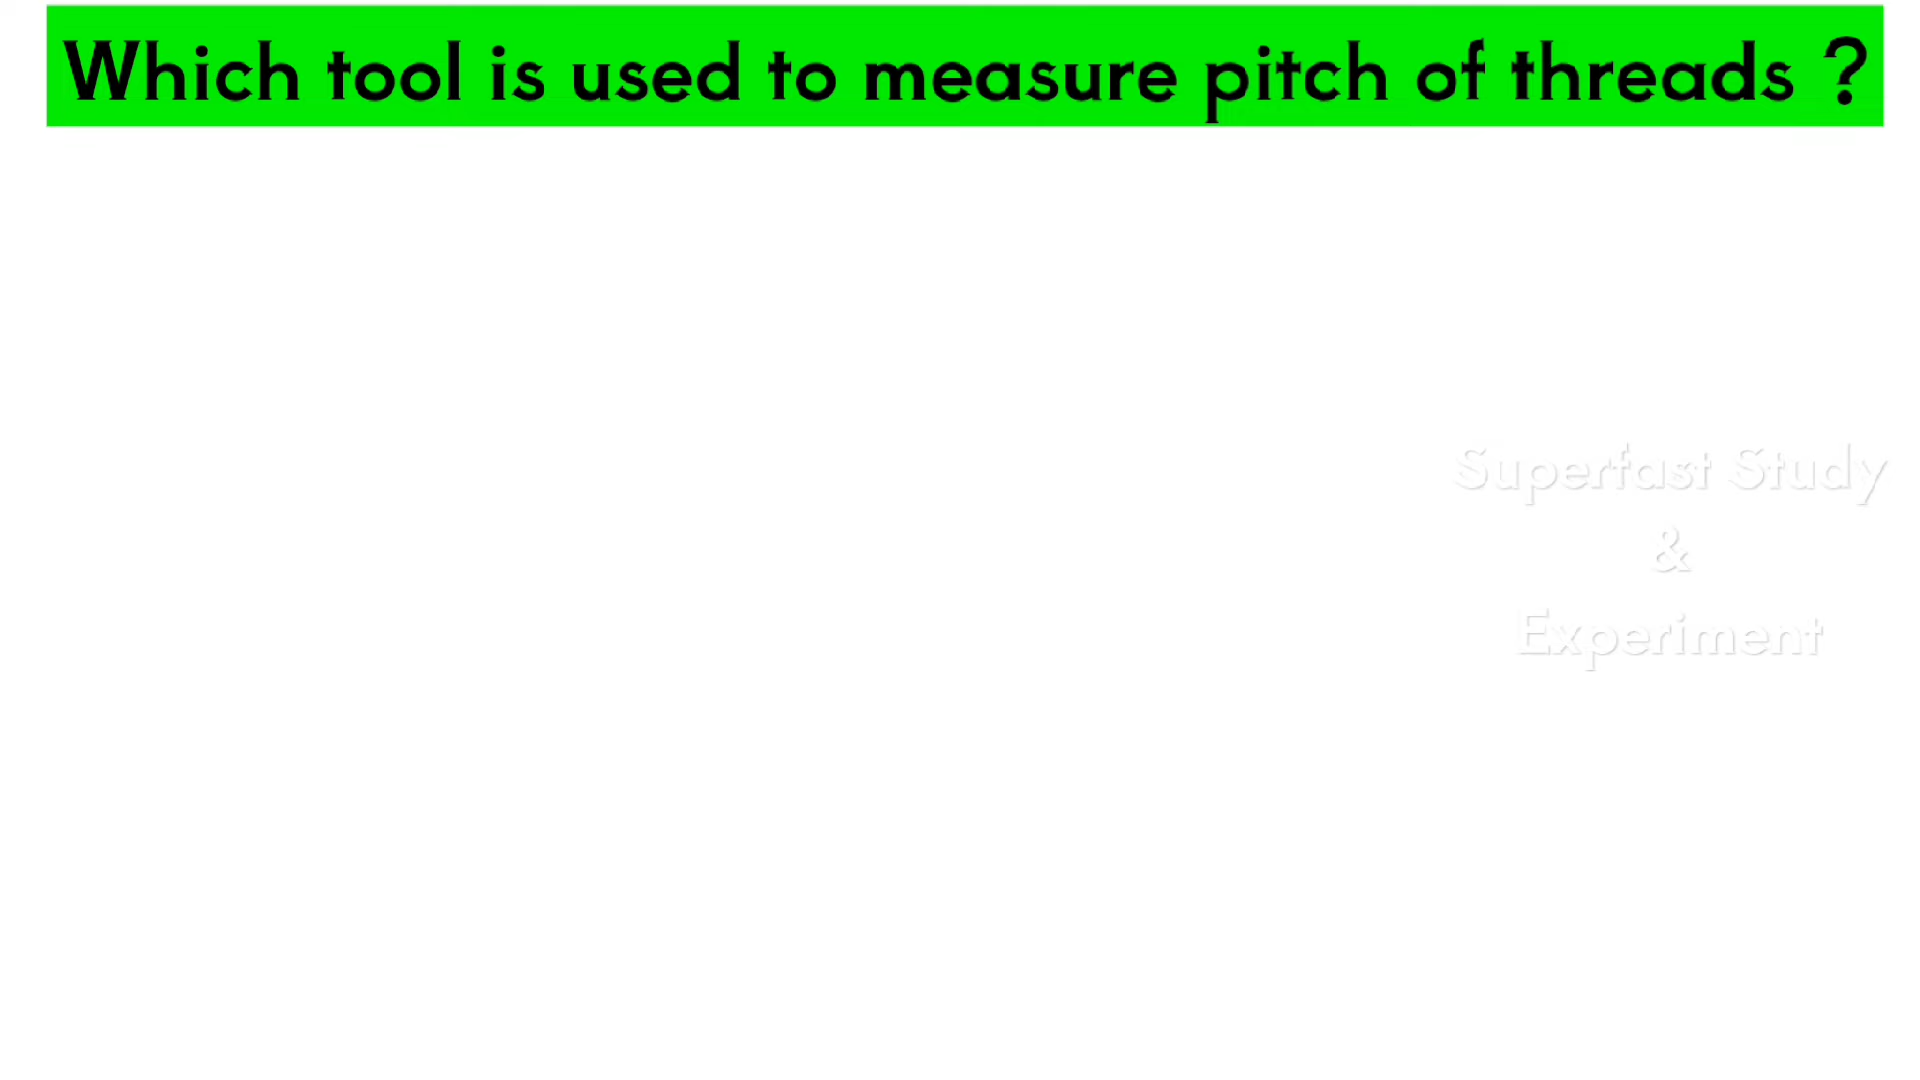 Which tool is used to measure pitch of threads ?
Superfast Study
&
Experiment